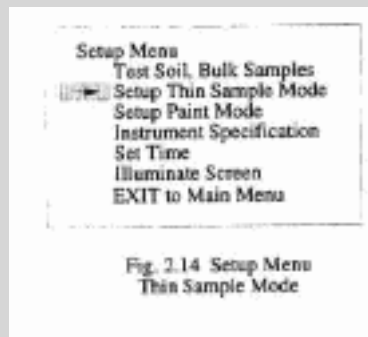 Setup Menu
Test Soil, Bulk Samples
Setup Thin Sample Mode
Setup Paint Mode
Instrument Specification
Set Time
Illuminate Screen
EXIT to Main Menu
Fig. 2.14 Setup Menu
Thin Sample Mode